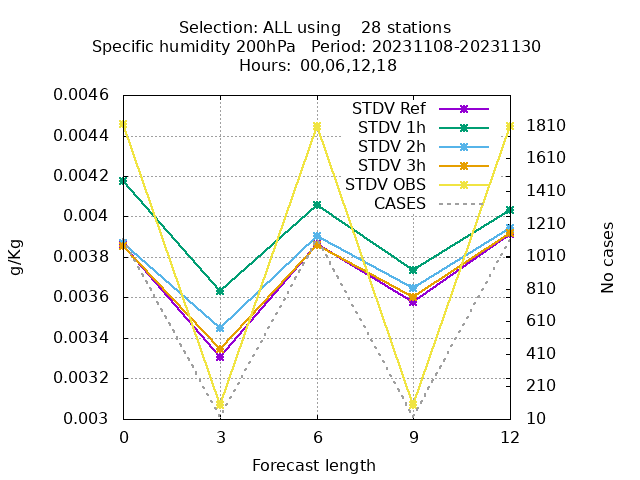 Selection: ALL using    28 stations
Specific humidity 200hPa   Period: 20231108-20231130
Hours: 00,06,12,18
0.0046
0.0044
0.0042
0.004
0.0038
0.0036
0.0034
0.0032
0.003
g/Kg
STDV Ref
STDV 1h
STDV 2h
STDV 3h
STDV OBS
CASES
1810
1610
1410
1210
1010
810
610
410
210
10
No cases
0 3 6 9 12
Forecast length